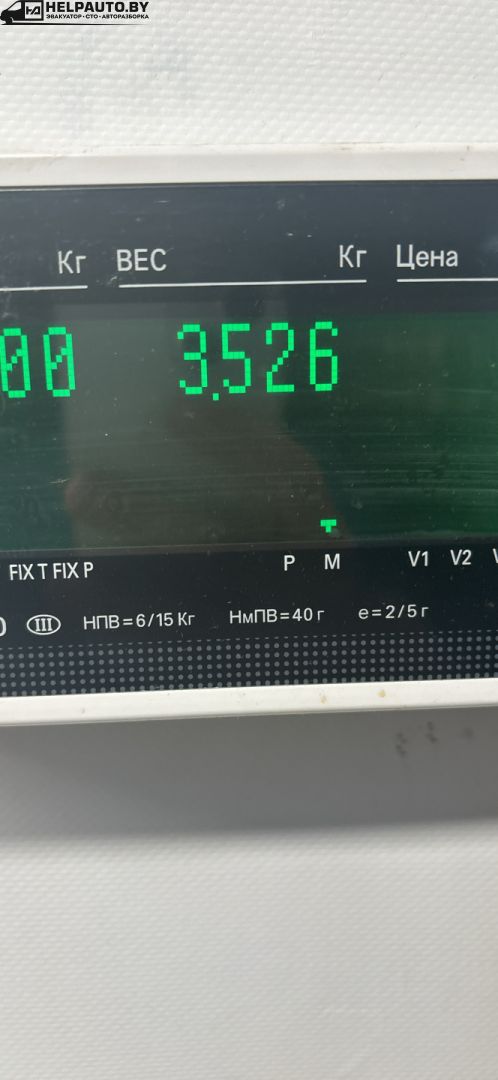 HELPAUTO.BY
ЭВАКУАТОР · СТО · АВТОРАЗБОРКА
Кг ВЕС Кг Цена
00 3.526
FIX T FIX P P M V1 V2
III НПВ=6/15 Кг НмПВ=40 г e=2/5 г